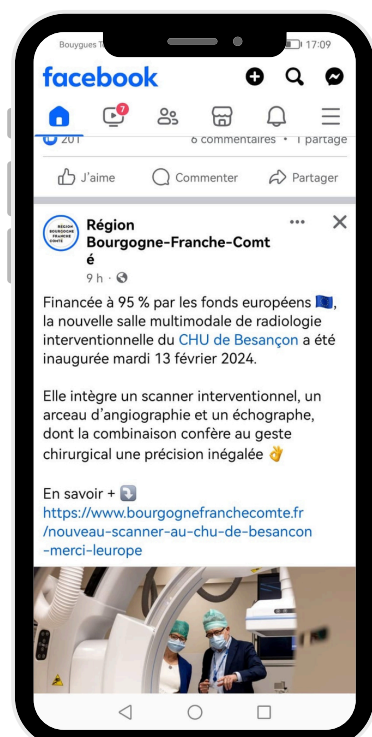 Bouygues
17:09
facebook
7
201
6 commentaires • 1 partage
J'aime
Commenter
Partager
RÉGION
BOURGOGNE
FRANCHE
COMTÉ
Région
Bourgogne-Franche-Comt
é
9 h ·
Financée à 95 % par les fonds européens 🇪🇺,
la nouvelle salle multimodale de radiologie
interventionnelle du CHU de Besançon a été
inaugurée mardi 13 février 2024.
Elle intègre un scanner interventionnel, un
arceau d’angiographie et un échographe,
dont la combinaison confère au geste
chirurgical une précision inégalée 👌
En savoir + ⤵️
https://www.bourgognefranchecomte.fr
/nouveau-scanner-au-chu-de-besancon
-merci-leurope